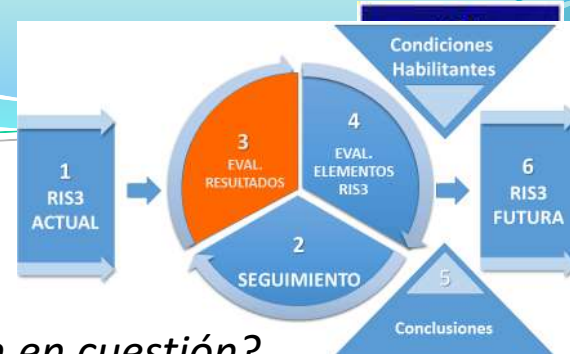 Condiciones
Habilitantes
1
RIS3
ACTUAL
3
EVAL.
RESULTADOS
4
EVAL.
ELEMENTOS
RIS3
2
SEGUIMIENTO
6
RIS3
FUTURA
5
Conclusiones
en cuestión?